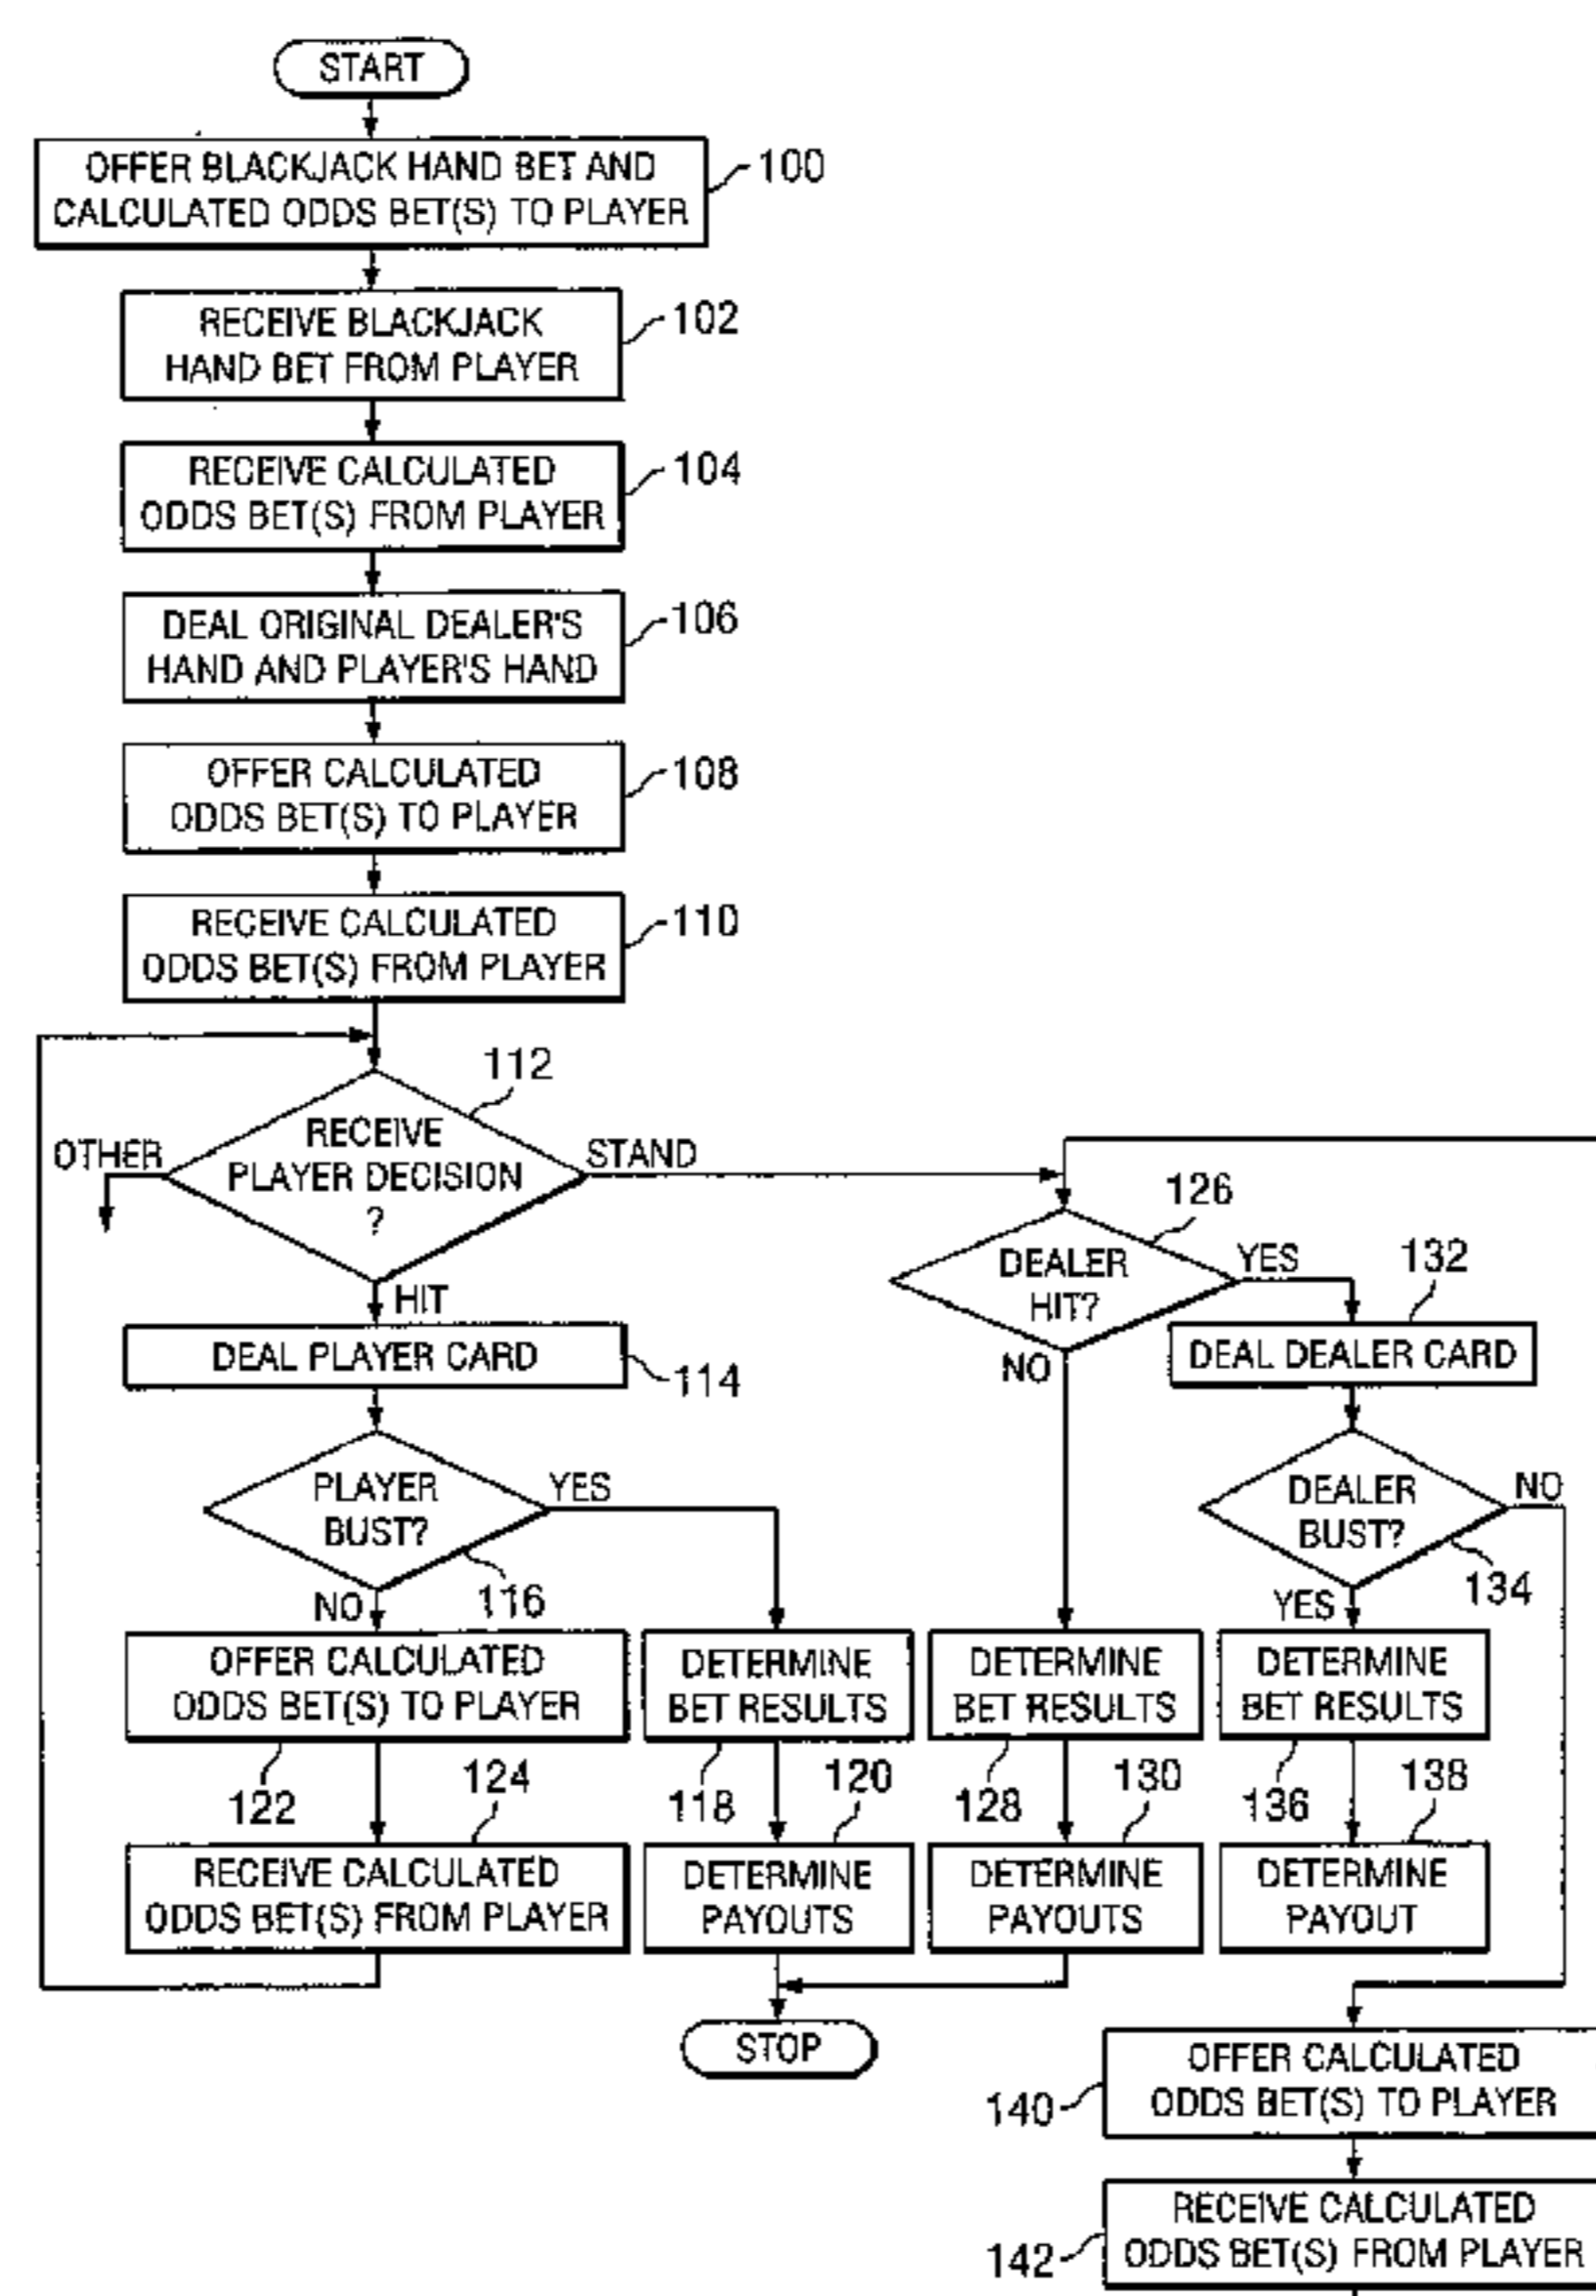 START
OFFER BLACKJACK HAND BET AND
CALCULATED ODDS BET(S) TO PLAYER
100
RECEIVE BLACKJACK
HAND BET FROM PLAYER
102
RECEIVE CALCULATED
ODDS BET(S) FROM PLAYER
104
DEAL ORIGINAL DEALER'S
HAND AND PLAYER'S HAND
106
OFFER CALCULATED
ODDS BET(S) TO PLAYER
108
RECEIVE CALCULATED
ODDS BET(S) FROM PLAYER
110
112
RECEIVE
PLAYER DECISION
?
OTHER
STAND
HIT
DEAL PLAYER CARD
114
PLAYER
BUST?
YES
116
NO
OFFER CALCULATED
ODDS BET(S) TO PLAYER
122
124
RECEIVE CALCULATED
ODDS BET(S) FROM PLAYER
DETERMINE
BET RESULTS
118
120
DETERMINE
PAYOUTS
126
DEALER
HIT?
YES
NO
DETERMINE
BET RESULTS
128
130
DETERMINE
PAYOUTS
STOP
132
DEAL DEALER CARD
DEALER
BUST?
NO
134
YES
DETERMINE
BET RESULTS
136
138
DETERMINE
PAYOUT
OFFER CALCULATED
ODDS BET(S) TO PLAYER
140
RECEIVE CALCULATED
ODDS BET(S) FROM PLAYER
142